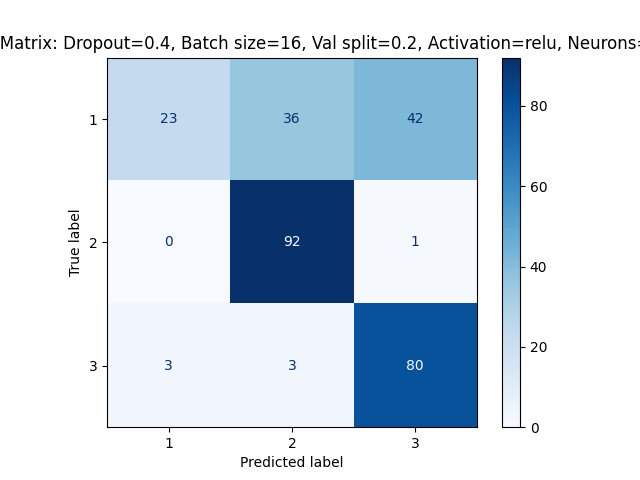 Matrix: Dropout=0.4, Batch size=16, Val split=0.2, Activation=relu, Neurons=
1 23 36 42
2 0 92 1
3 3 3 80
1 2 3
Predicted label
True label
80
60
40
20
0